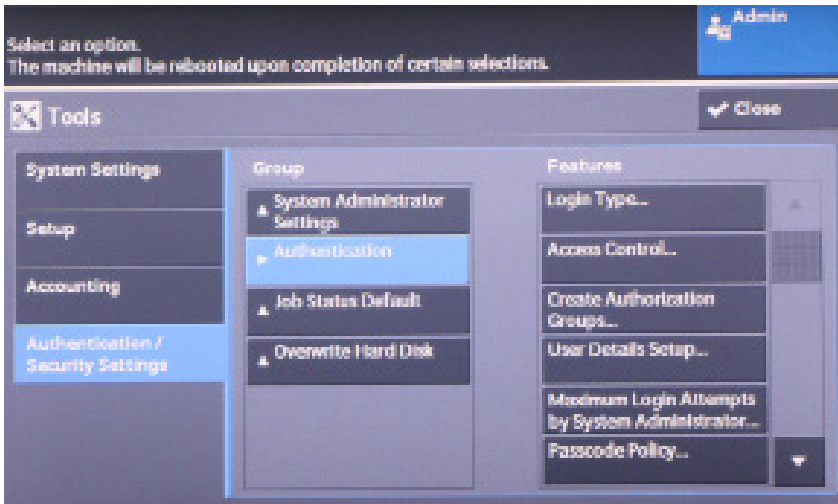 Admin
Select an option.
The machine will be rebooted upon completion of certain selections.
Tools
Close
System Settings
Setup
Accounting
Authentication /
Security Settings
Group
System Administrator
Settings
Authentication
Job Status Default
Overwrite Hard Disk
Features
Login Type...
Access Control...
Create Authorization
Groups...
User Details Setup...
Maximum Login Attempts
by System Administrator...
Passcode Policy...